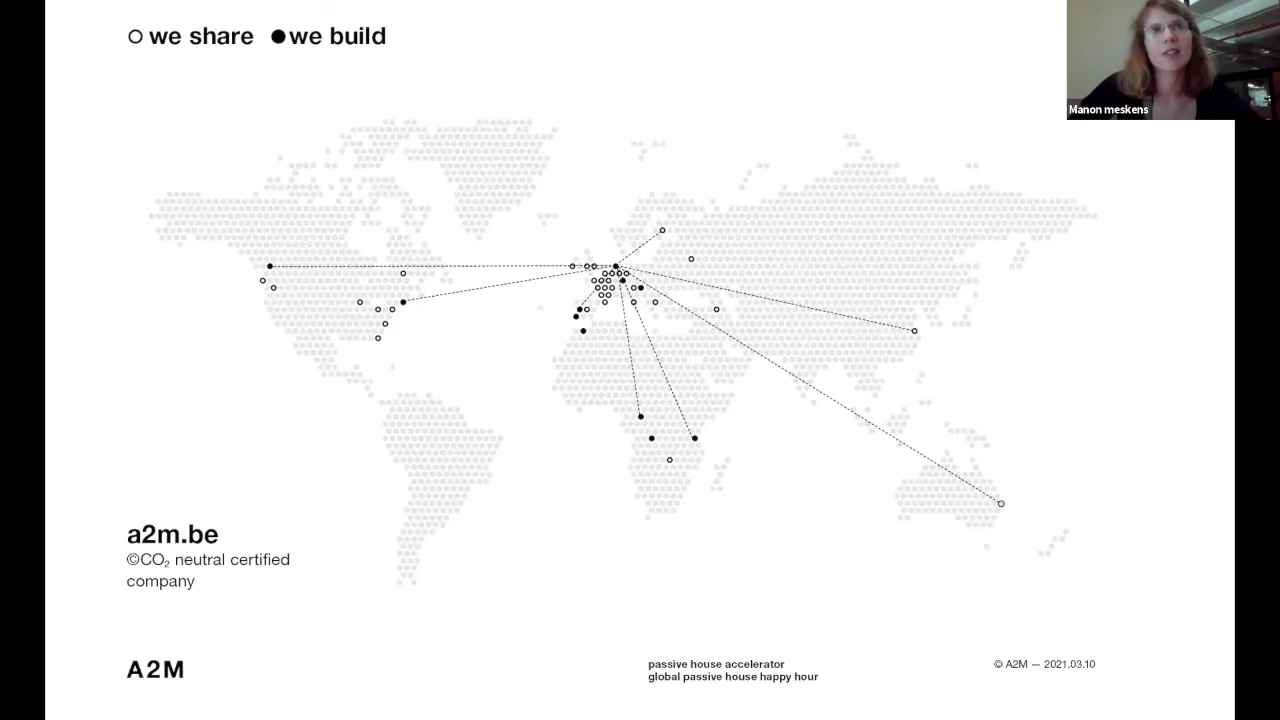 we share we build
Manon meskens
a2m.be
©CO₂ neutral certified
company
A2M
passive house accelerator
global passive house happy hour
© A2M — 2021.03.10